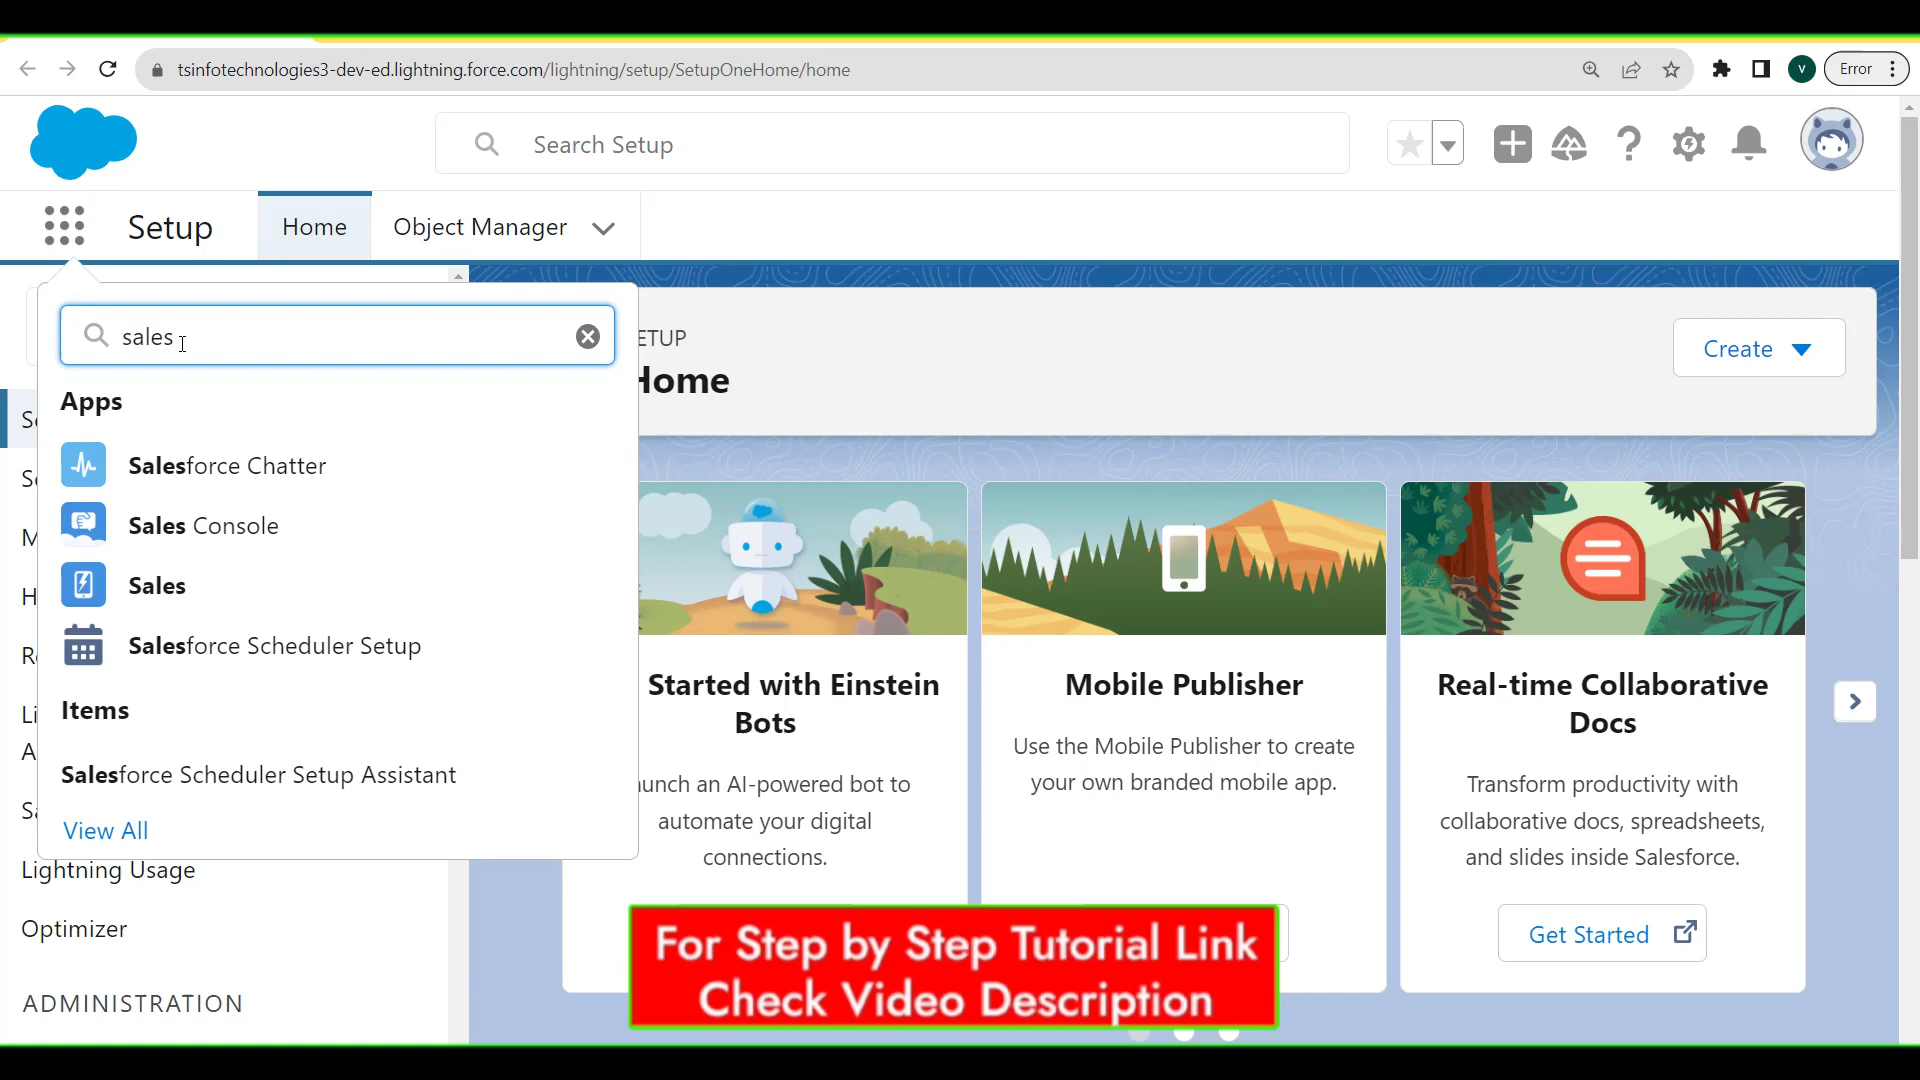 tsinfotechnologies3-dev-ed.lightning.force.com/lightning/setup/SetupOneHome/home
V
Error
Search Setup
Setup
Home
Object Manager
sales
Apps
Salesforce Chatter
Sales Console
Sales
Salesforce Scheduler Setup
Items
Salesforce Scheduler Setup Assistant
View All
Lightning Usage
Optimizer
ADMINISTRATION
ETUP
Home
Create
Started with Einstein
Bots
unch an AI-powered bot to
automate your digital
connections.
Mobile Publisher
Use the Mobile Publisher to create
your own branded mobile app.
Real-time Collaborative
Docs
Transform productivity with
collaborative docs, spreadsheets,
and slides inside Salesforce.
Get Started
For Step by Step Tutorial Link
Check Video Description